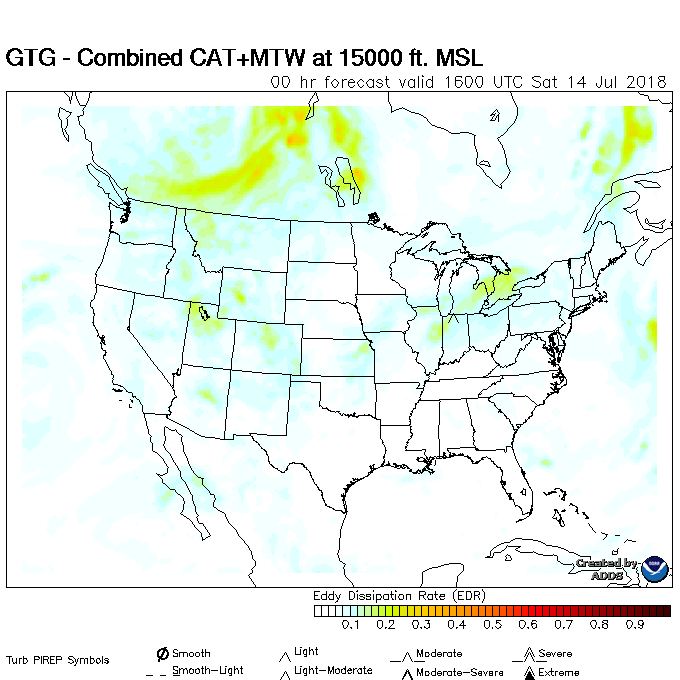 GTG - Combined CAT+MTW at 15000 ft. MSL
00 hr forecast valid 1600 UTC Sat 14 Jul 2018
Created by
ADDS
Eddy Dissipation Rate (EDR)
0.1 0.2 0.3 0.4 0.5 0.6 0.7 0.8 0.9
Turb PIREP Symbols
Smooth Light Moderate Severe
Smooth-Light Light-Moderate Moderate-Severe Extreme